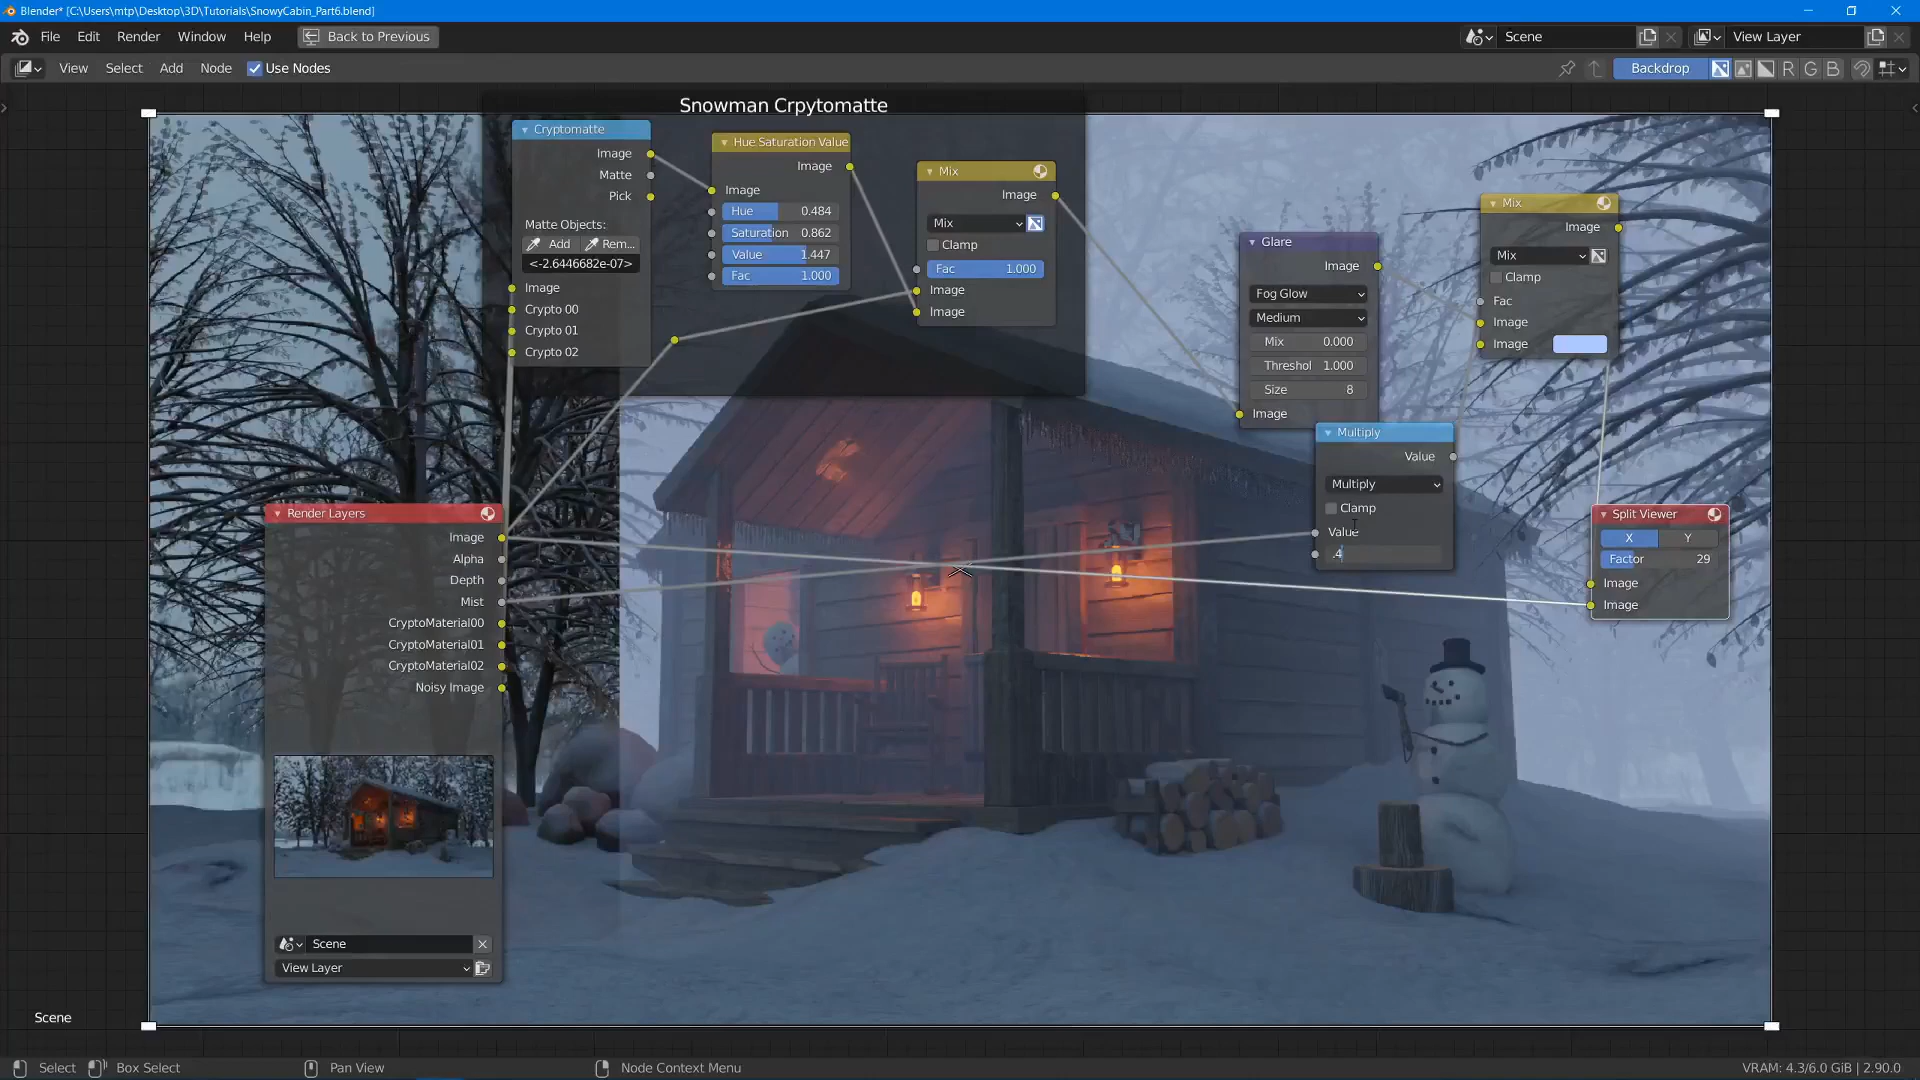 Blender* [C:\Users\mtp\Desktop\3D\Tutorials\SnowyCabin_Part6.blend]
File Edit Render Window Help Back to Previous Scene View Layer
View Select Add Node Use Nodes Backdrop R G B
Snowman Crpytomatte
Cryptomatte
Image
Matte
Pick
Matte Objects:
Add Rem...
<-2.6446682e-07>
Image
Crypto 00
Crypto 01
Crypto 02
Hue Saturation Value
Image
Image
Hue 0.484
Saturation 0.862
Value 1.447
Fac 1.000
Mix
Image
Mix
Clamp
Fac 1.000
Image
Image
Glare
Image
Fog Glow
Medium
Mix 0.000
Threshol 1.000
Size 8
Image
Mix
Image
Mix
Clamp
Fac
Image
Image
Multiply
Value
Multiply
Clamp
Value
.4
Split Viewer
X Y
Factor 29
Image
Image
Render Layers
Image
Alpha
Depth
Mist
CryptoMaterial00
CryptoMaterial01
CryptoMaterial02
Noisy Image
Scene
View Layer
Scene
Select Box Select Pan View Node Context Menu VRAM: 4.3/6.0 GiB | 2.90.0